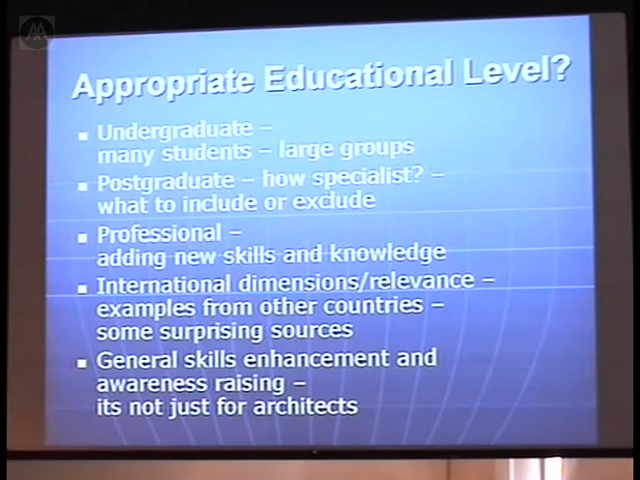 Appropriate Educational Level?
Undergraduate –
many students – large groups
Postgraduate – how specialist? –
what to include or exclude
Professional –
adding new skills and knowledge
International dimensions/relevance –
examples from other countries –
some surprising sources
General skills enhancement and
awareness raising –
its not just for architects